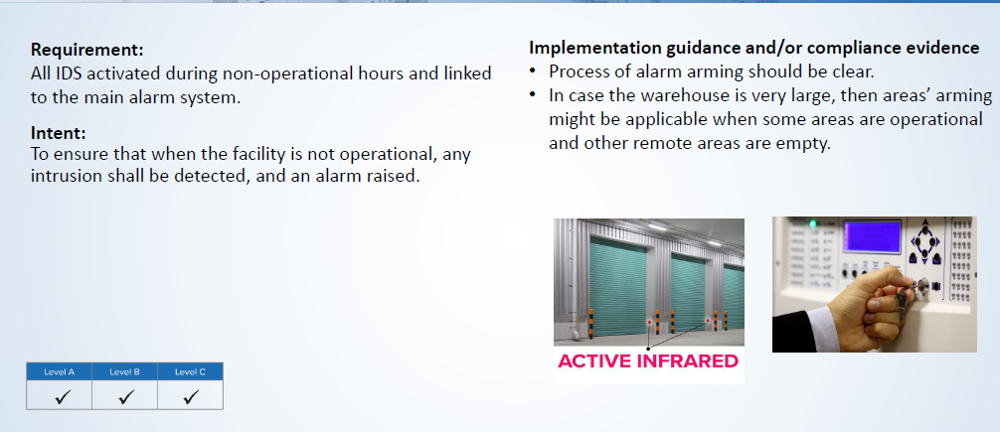 Requirement:
All IDS activated during non-operational hours and linked
to the main alarm system.
Intent:
To ensure that when the facility is not operational, any
intrusion shall be detected, and an alarm raised.
Level A
Level B
Level C
Implementation guidance and/or compliance evidence
• Process of alarm arming should be clear.
• In case the warehouse is very large, then areas’ arming
might be applicable when some areas are operational
and other remote areas are empty.
ACTIVE INFRARED